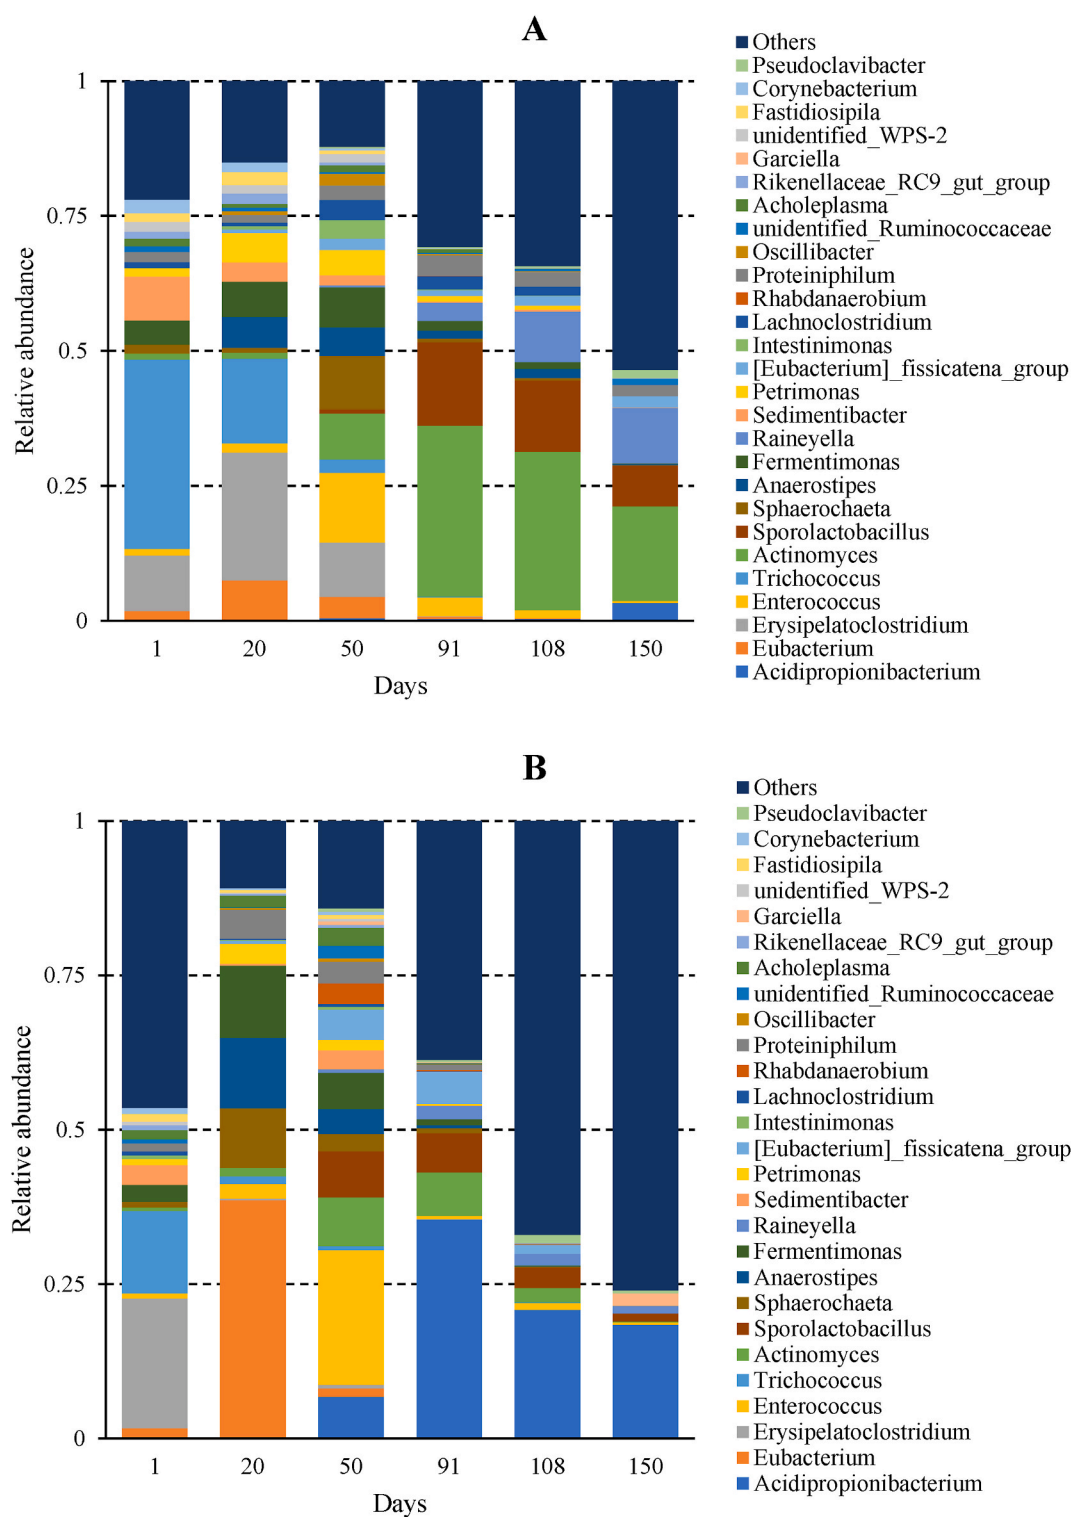 A
Others
Pseudoclavibacter
Corynebacterium
Fastidiosipila
unidentified_WPS-2
Garciella
Rikenellaceae_RC9_gut_group
Acholeplasma
unidentified_Ruminococcaceae
Oscillibacter
Proteiniphilum
Rhabdanaerobium
Lachnoclostridium
Intestinimonas
[Eubacterium]_fissicatena_group
Petrimonas
Sedimentibacter
Raineyella
Fermentimonas
Anaerostipes
Sphaerochaeta
Sporolactobacillus
Actinomyces
Trichococcus
Enterococcus
Erysipelatoclostridium
Eubacterium
Acidipropionibacterium
Relative abundance
1
0.75
0.5
0.25
0
1 20 50 91 108 150
Days
B
Others
Pseudoclavibacter
Corynebacterium
Fastidiosipila
unidentified_WPS-2
Garciella
Rikenellaceae_RC9_gut_group
Acholeplasma
unidentified_Ruminococcaceae
Oscillibacter
Proteiniphilum
Rhabdanaerobium
Lachnoclostridium
Intestinimonas
[Eubacterium]_fissicatena_group
Petrimonas
Sedimentibacter
Raineyella
Fermentimonas
Anaerostipes
Sphaerochaeta
Sporolactobacillus
Actinomyces
Trichococcus
Enterococcus
Erysipelatoclostridium
Eubacterium
Acidipropionibacterium
Relative abundance
1
0.75
0.5
0.25
0
1 20 50 91 108 150
Days